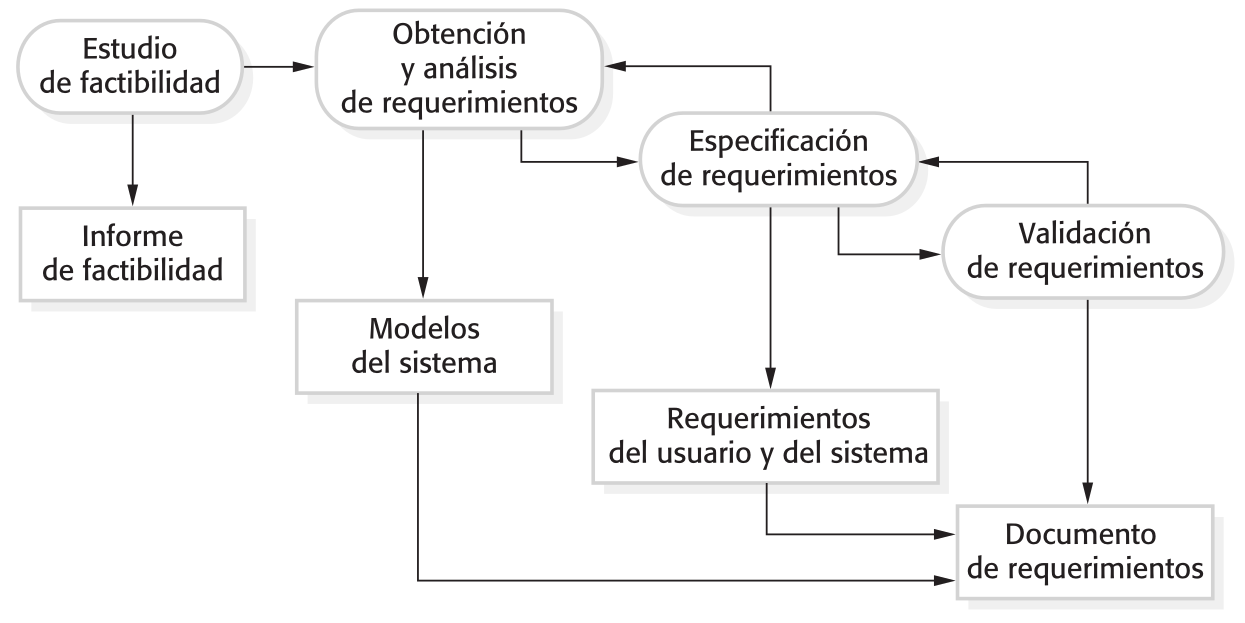 Estudio
de factibilidad
Obtención
y análisis
de requerimientos
Especificación
de requerimientos
Validación
de requerimientos
Informe
de factibilidad
Modelos
del sistema
Requerimientos
del usuario y del sistema
Documento
de requerimientos